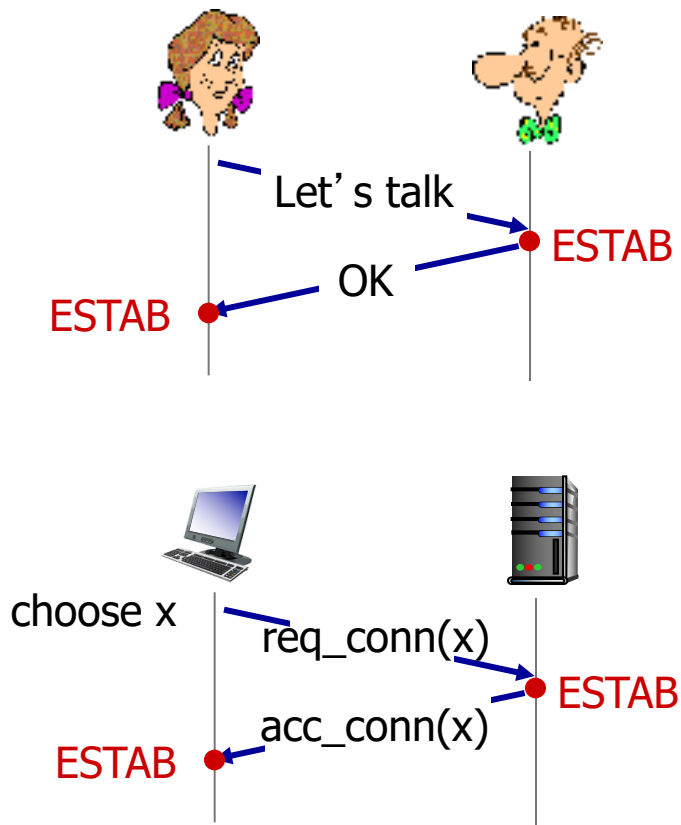 Let’s talk
ESTAB
OK
ESTAB
choose x
req_conn(x)
ESTAB
acc_conn(x)
ESTAB